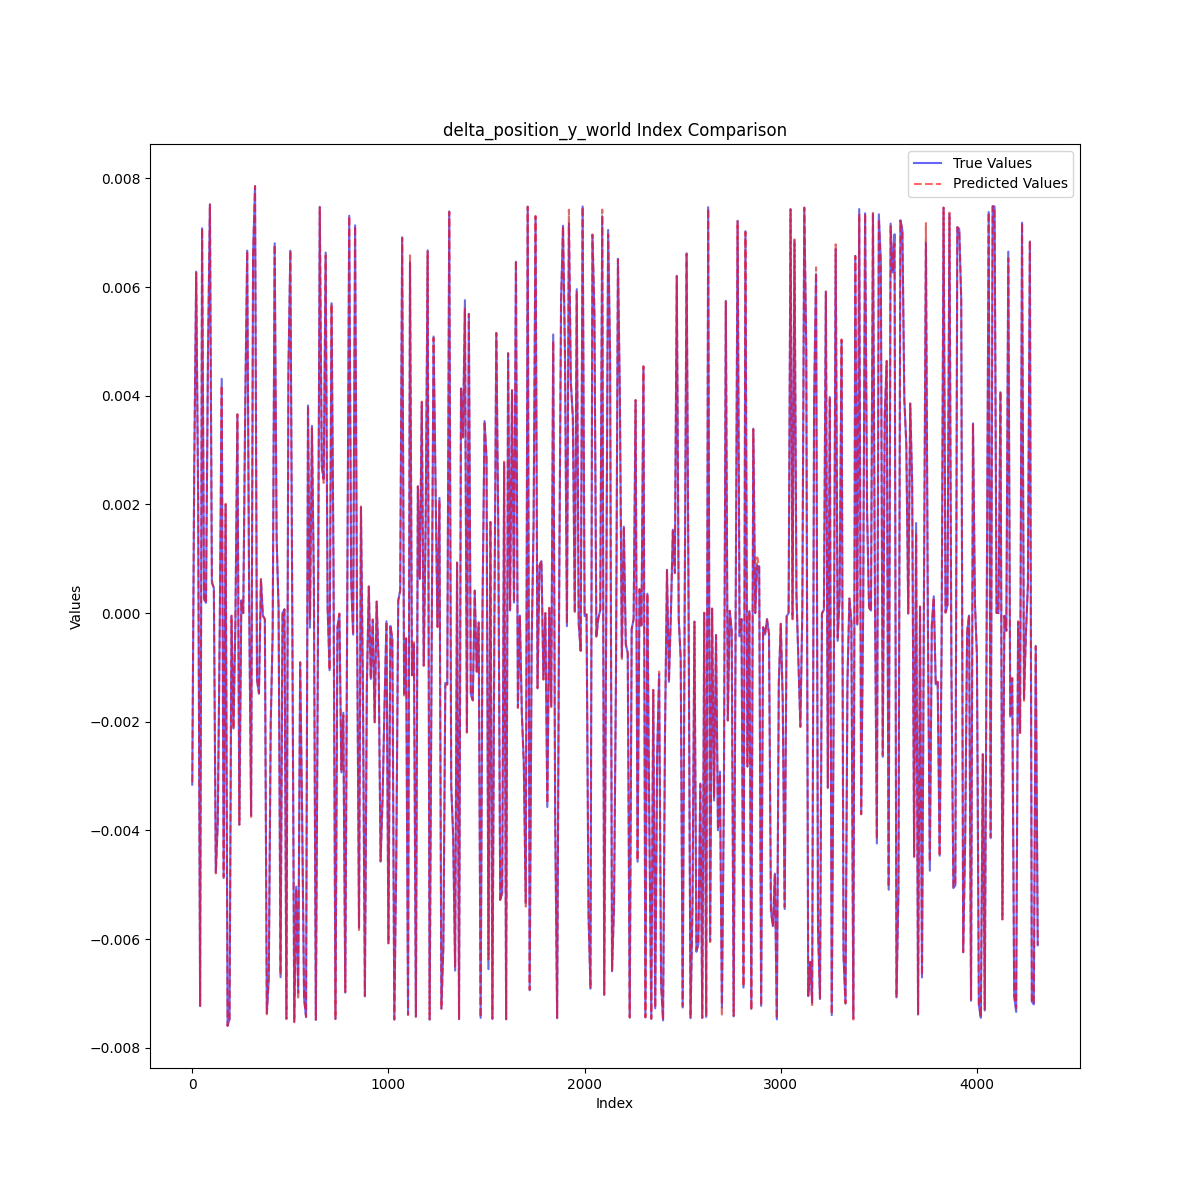 delta_position_y_world Index Comparison
True Values
Predicted Values
0.008
0.006
0.004
0.002
0.000
−0.002
−0.004
−0.006
−0.008
Values
0 1000 2000 3000 4000
Index